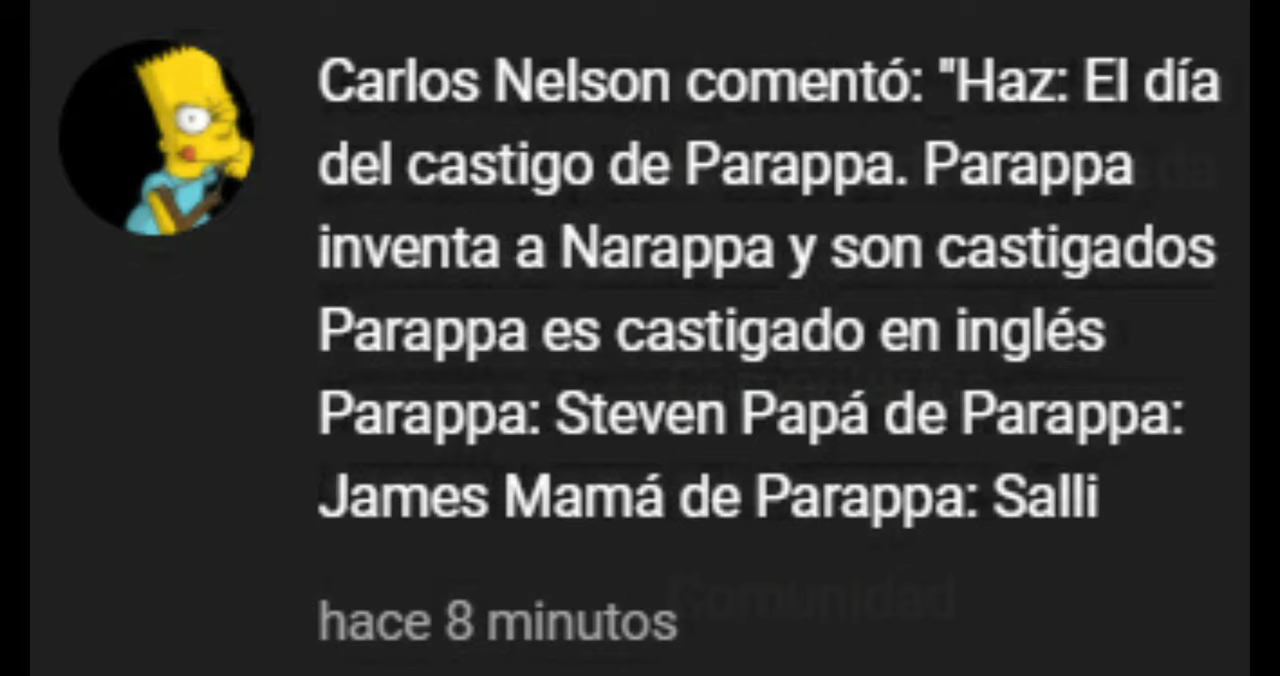 Carlos Nelson comentó: "Haz: El día
del castigo de Parappa. Parappa
inventa a Narappa y son castigados
Parappa es castigado en inglés
Parappa: Steven Papá de Parappa:
James Mamá de Parappa: Salli
hace 8 minutos
Comunidad